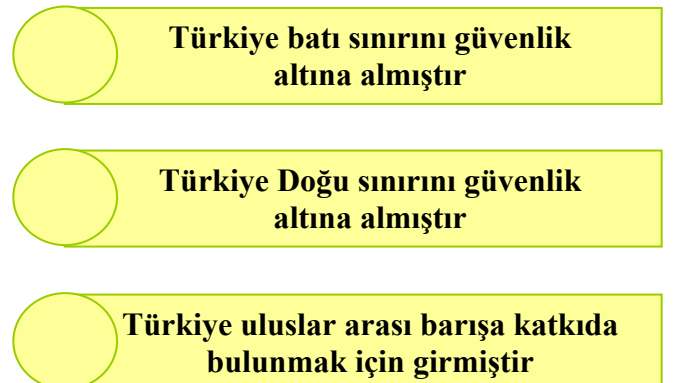 Türkiye batı sınırını güvenlik
altına almıştır
Türkiye Doğu sınırını güvenlik
altına almıştır
Türkiye uluslar arası barışa katkıda
bulunmak için girmiştir